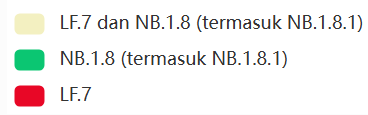 LF.7 dan NB.1.8 (termasuk NB.1.8.1)
NB.1.8 (termasuk NB.1.8.1)
LF.7